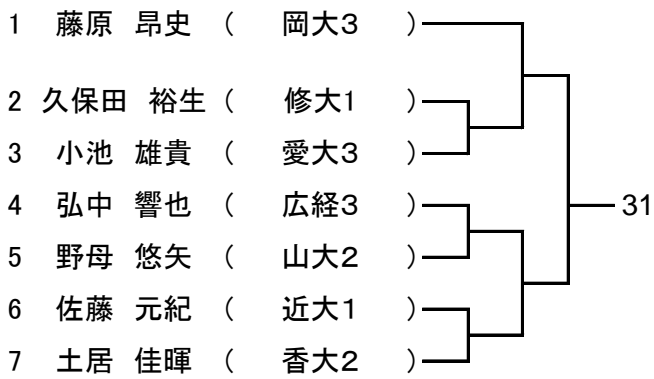 1 藤原 昂史 ( 岡大3 )
2 久保田 裕生 ( 修大1 )
3 小池 雄貴 ( 愛大3 )
4 弘中 響也 ( 広経3 )
31
5 野母 悠矢 ( 山大2 )
6 佐藤 元紀 ( 近大1 )
7 土居 佳暉 ( 香大2 )